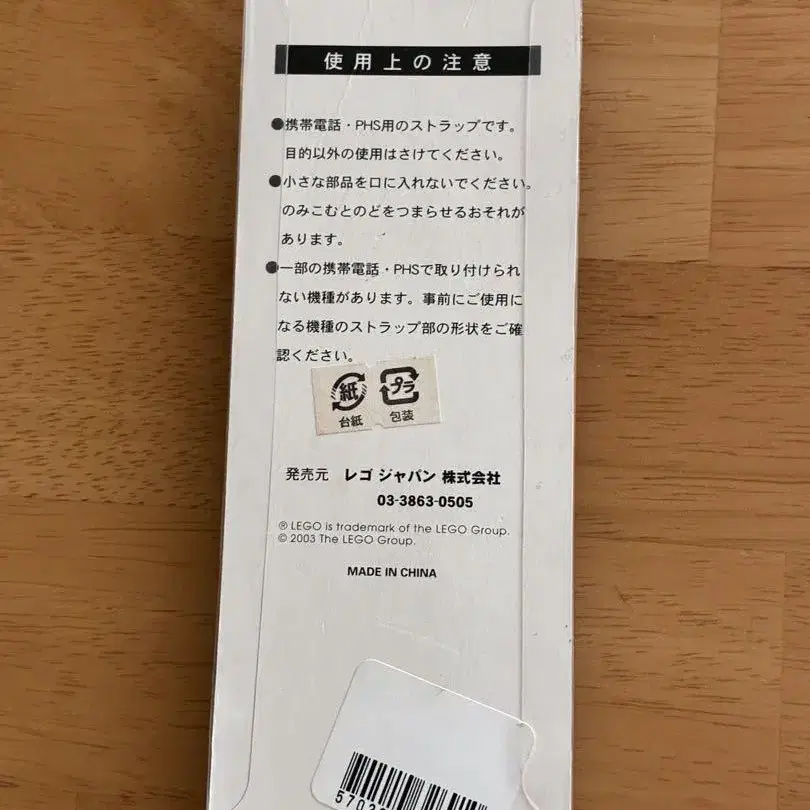 使用上の注意
●携帯電話・PHS用のストラップです。
目的以外の使用はさけてください。
●小さな部品を口に入れないでください。
のみこむとのどをつまらせるおそれが
あります。
●一部の携帯電話・PHSで取り付けられ
ない機種があります。事前にご使用に
なる機種のストラップ部の形状をご確
認ください。
紙 プラ
台紙 包装
発売元 レゴ ジャパン 株式会社
03-3863-0505
® LEGO is trademark of the LEGO Group.
© 2003 The LEGO Group.
MADE IN CHINA